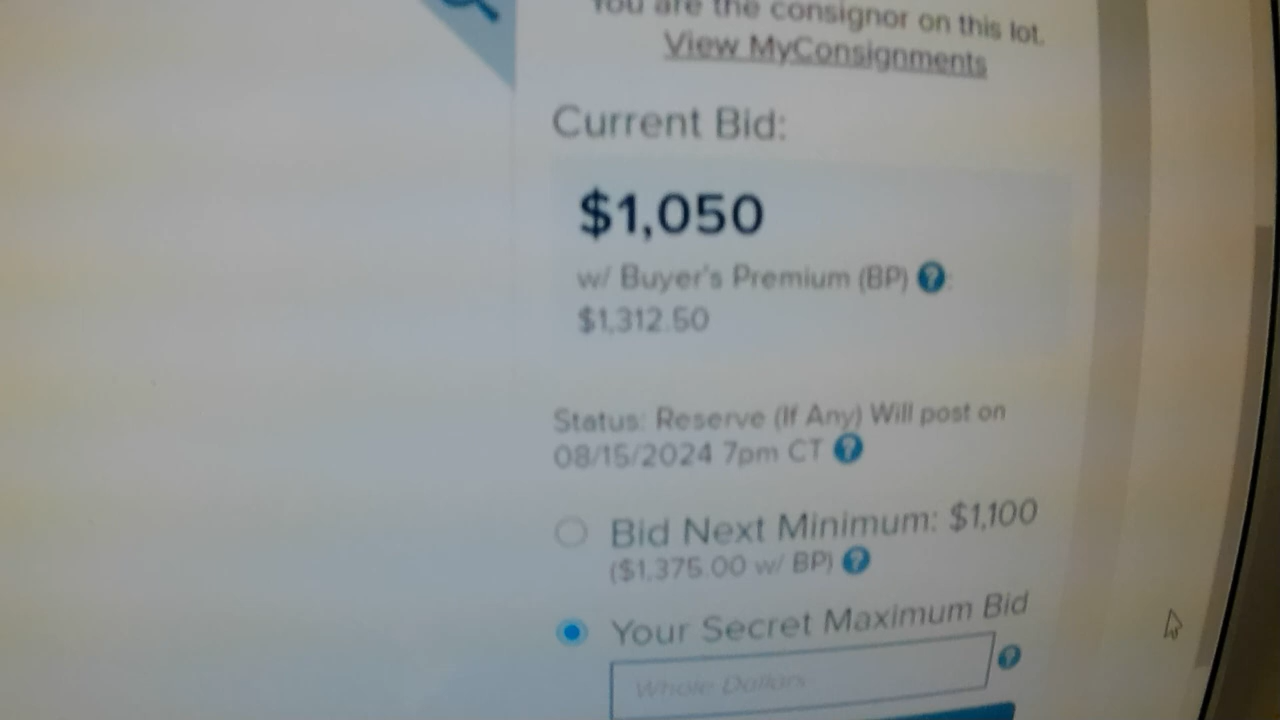 You are the consignor on this lot.
View MyConsignments
Current Bid:
$1,050
w/ Buyer's Premium (BP) ?
$1,312.50
Status: Reserve (If Any) Will post on
08/15/2024 7pm CT ?
Bid Next Minimum: $1,100
($1,375.00 w/ BP) ?
Your Secret Maximum Bid
Whole Dollars ?